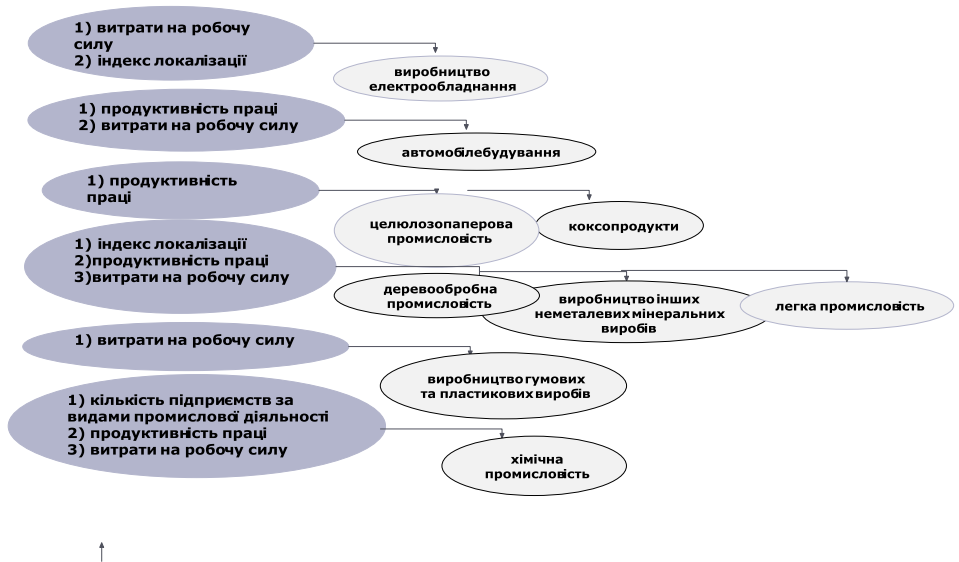 1) витрати на робочу
силу
2) індекс локалізації
виробництво
електрообладнання
1) продуктивність праці
2) витрати на робочу силу
автомобілебудування
1) продуктивність
праці
целюлозопаперова
промисловість
коксопродукти
1) індекс локалізації
2)продуктивність праці
3)витрати на робочу силу
деревообробна
промисловість
виробництво інших
неметалевих мінеральних
виробів
легка промисловість
1) витрати на робочу силу
виробництво гумових
та пластикових виробів
1) кількість підприємств за
видами промислової діяльності
2) продуктивність праці
3) витрати на робочу силу
хімічна
промисловість